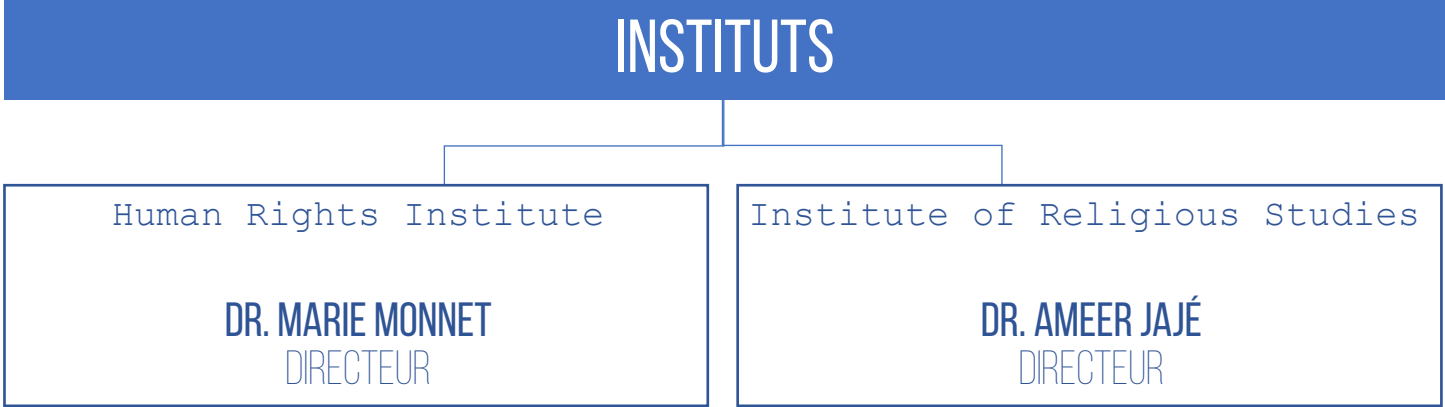 INSTITUTS
Human Rights Institute
DR. MARIE MONNET
DIRECTEUR
Institute of Religious Studies
DR. AMEER JAJÉ
DIRECTEUR